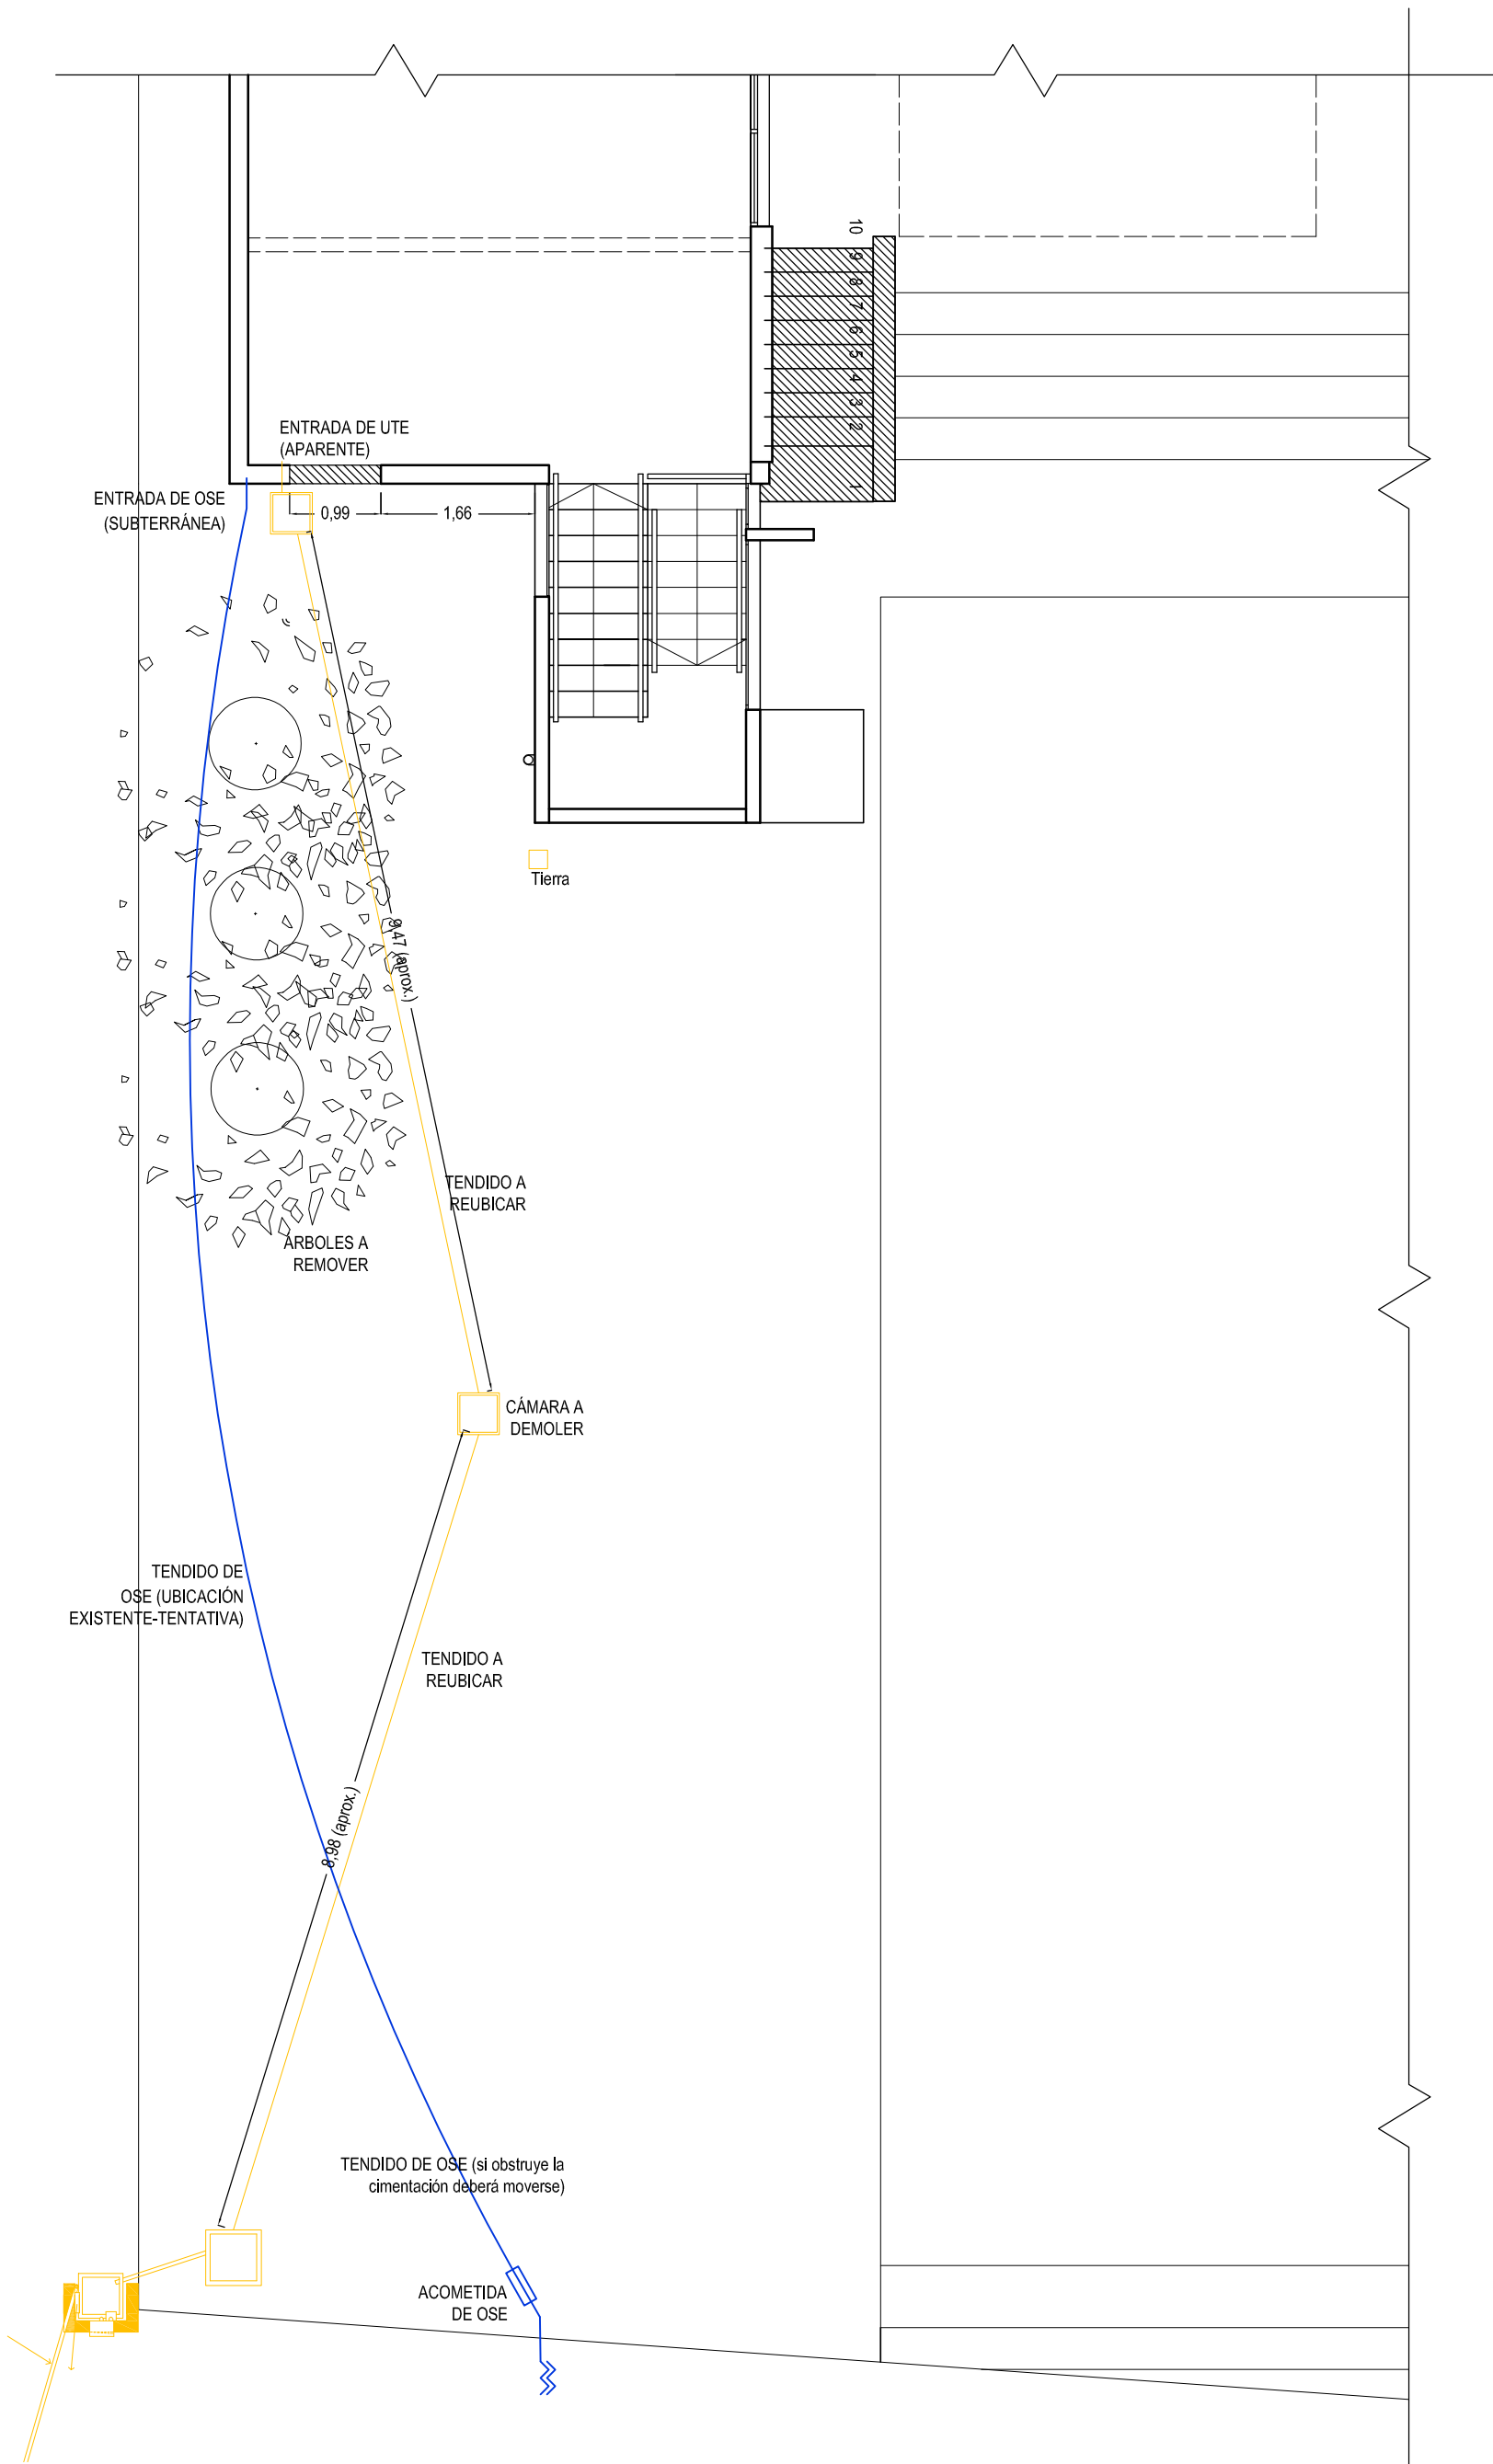 10
9
8
7
6
5
4
3
2
1
ENTRADA DE UTE
(APARENTE)
ENTRADA DE OSE
(SUBTERRÁNEA)
0,99
1,66
Tierra
9,47 (aprox.)
TENDIDO A
REUBICAR
ARBOLES A
REMOVER
CÁMARA A
DEMOLER
TENDIDO DE
OSE (UBICACIÓN
EXISTENTE-TENTATIVA)
TENDIDO A
REUBICAR
8,98 (aprox.)
TENDIDO DE OSE (si obstruye la
cimentación deberá moverse)
ACOMETIDA
DE OSE